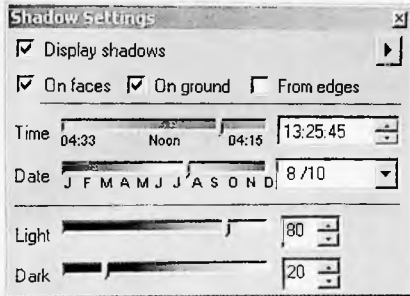 Shadow Settings
Display shadows
On faces On ground From edges
Time 04:33 Noon 04:15 13:25:45
Date J F M A M J J A S O N D 8 /10
Light 80
Dark 20